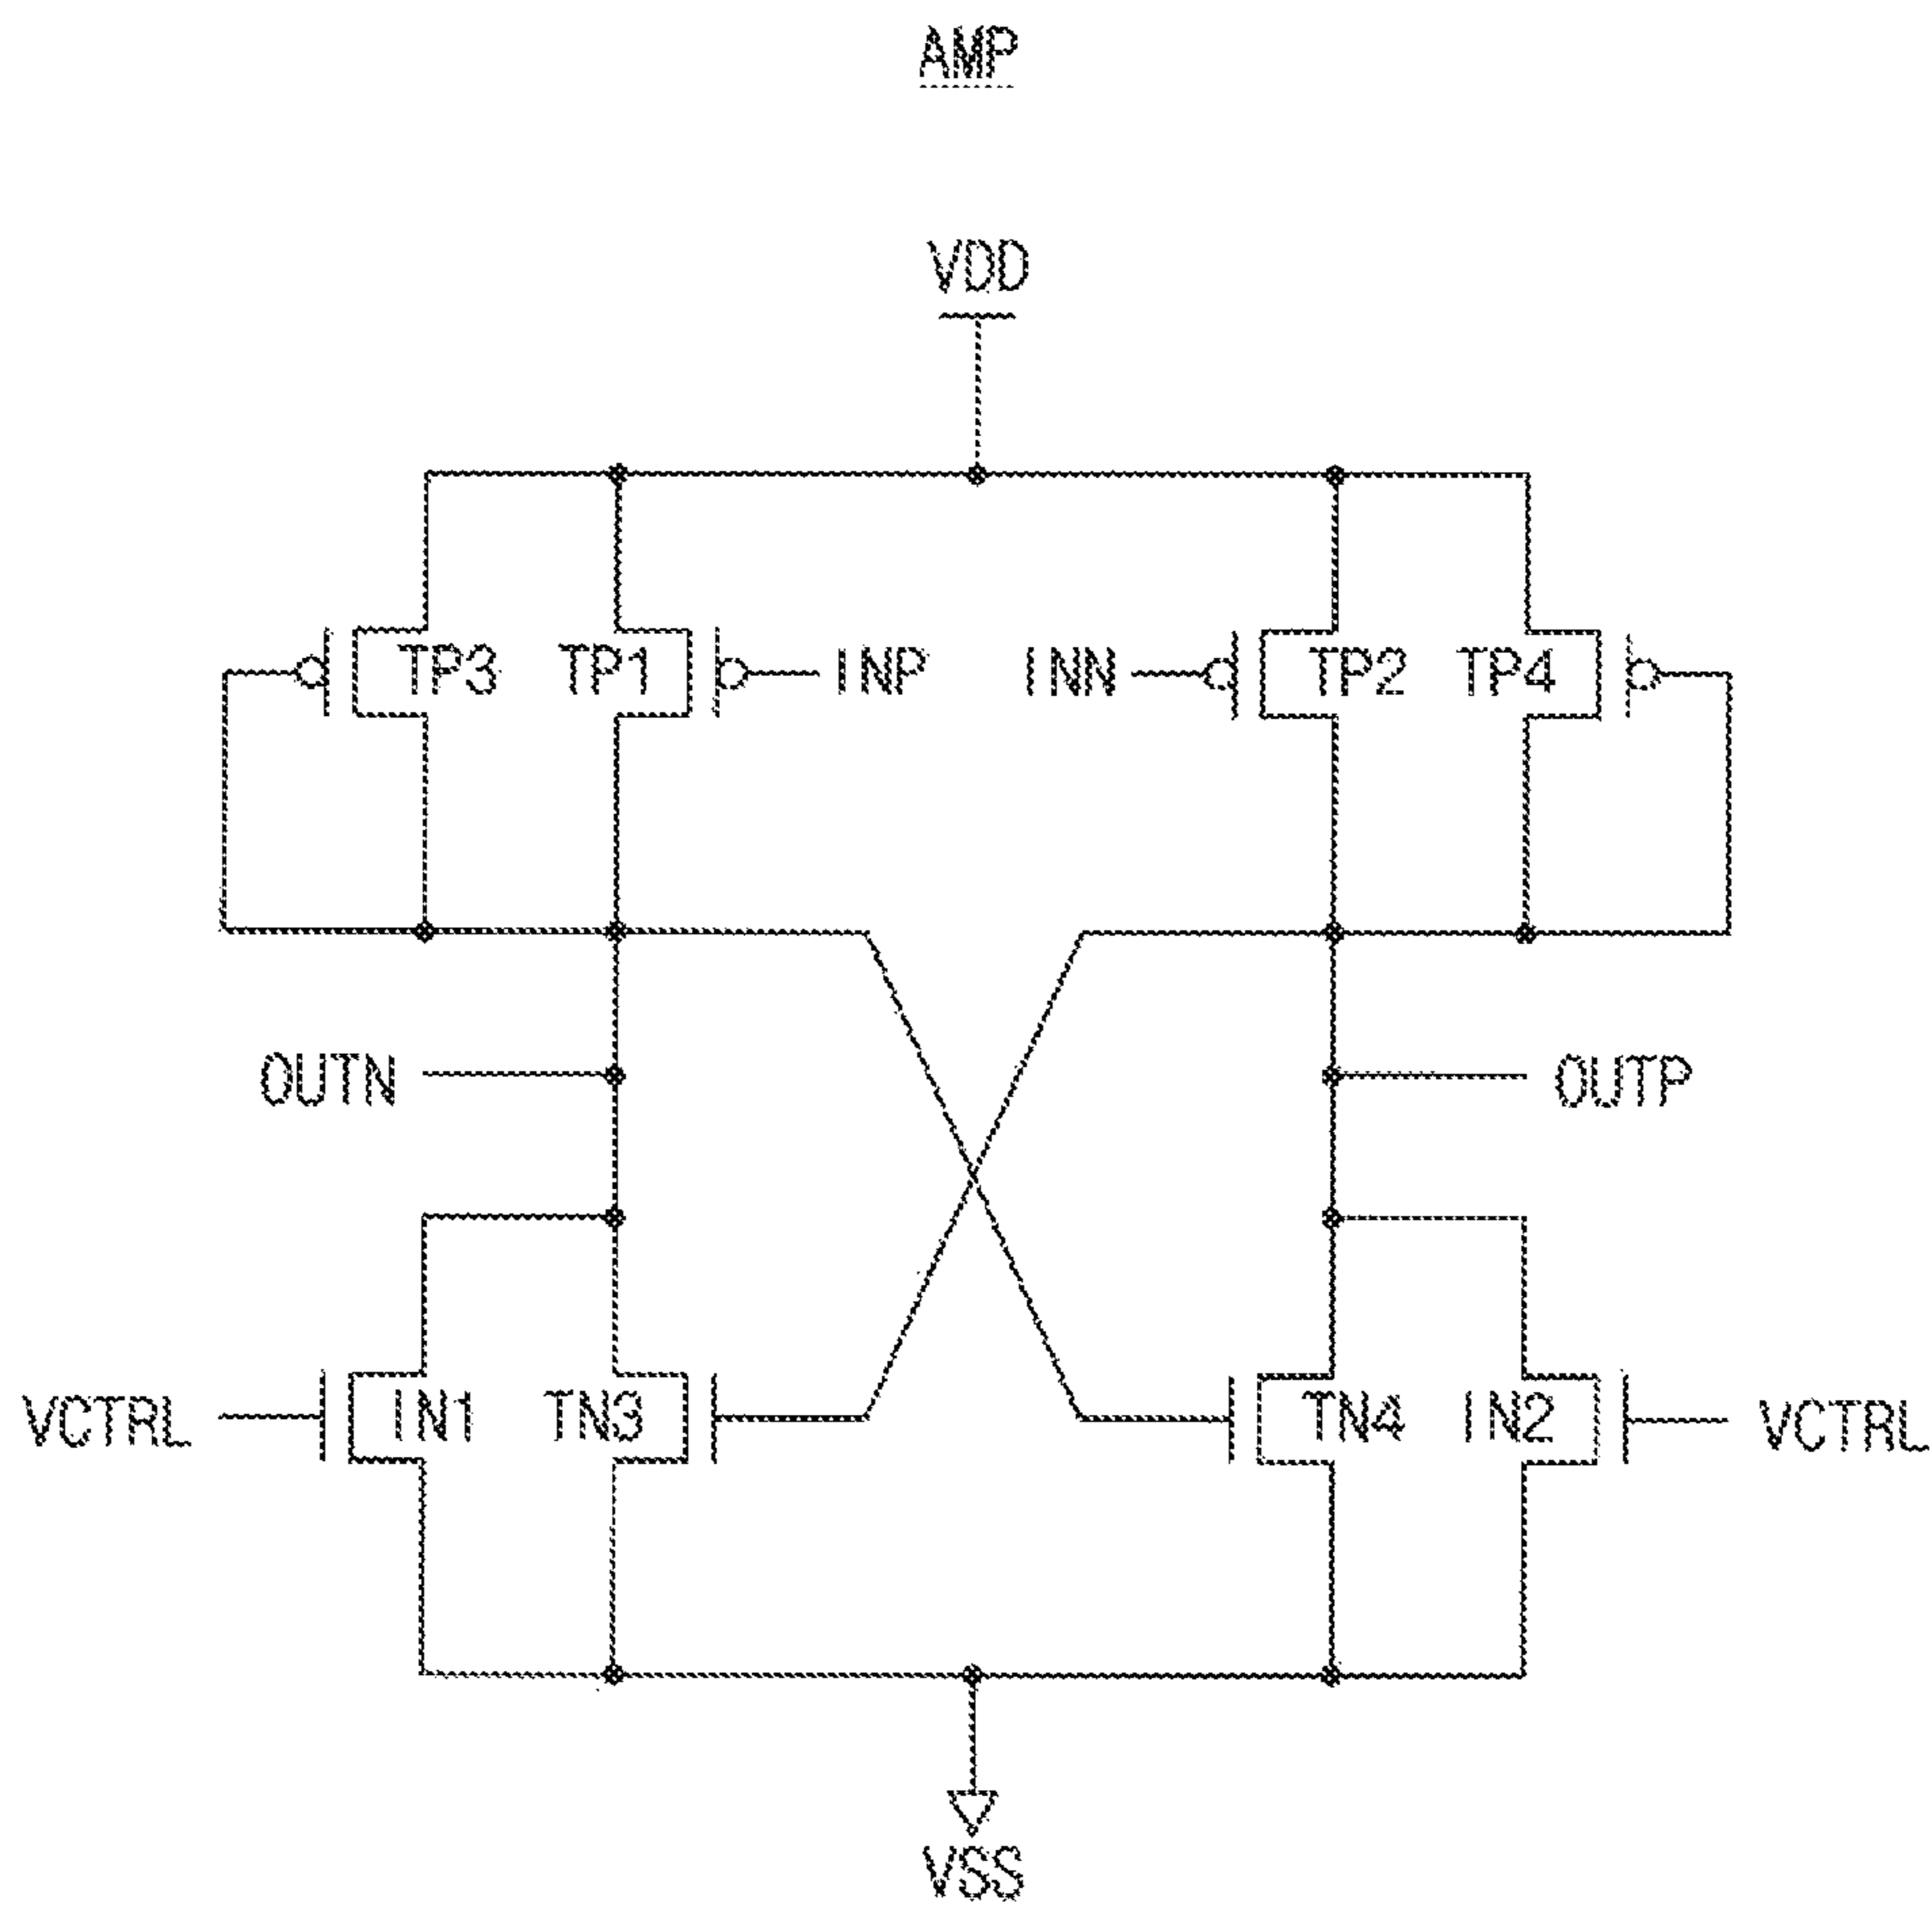 AMP
VDD
TP3 TP1 INP INN TP2 TP4
OUTN OUTP
VCTRL IN1 TN3 TN4 IN2 VCTRL
VSS